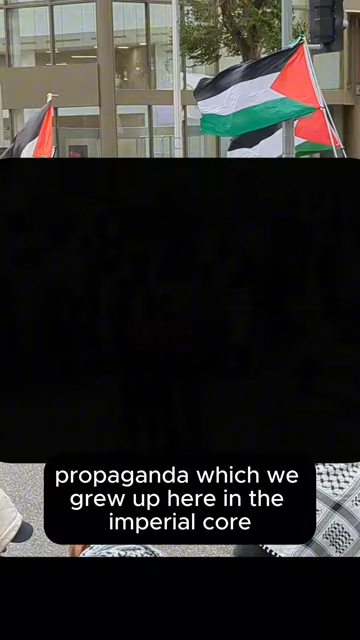 propaganda which we
grew up here in the
imperial core